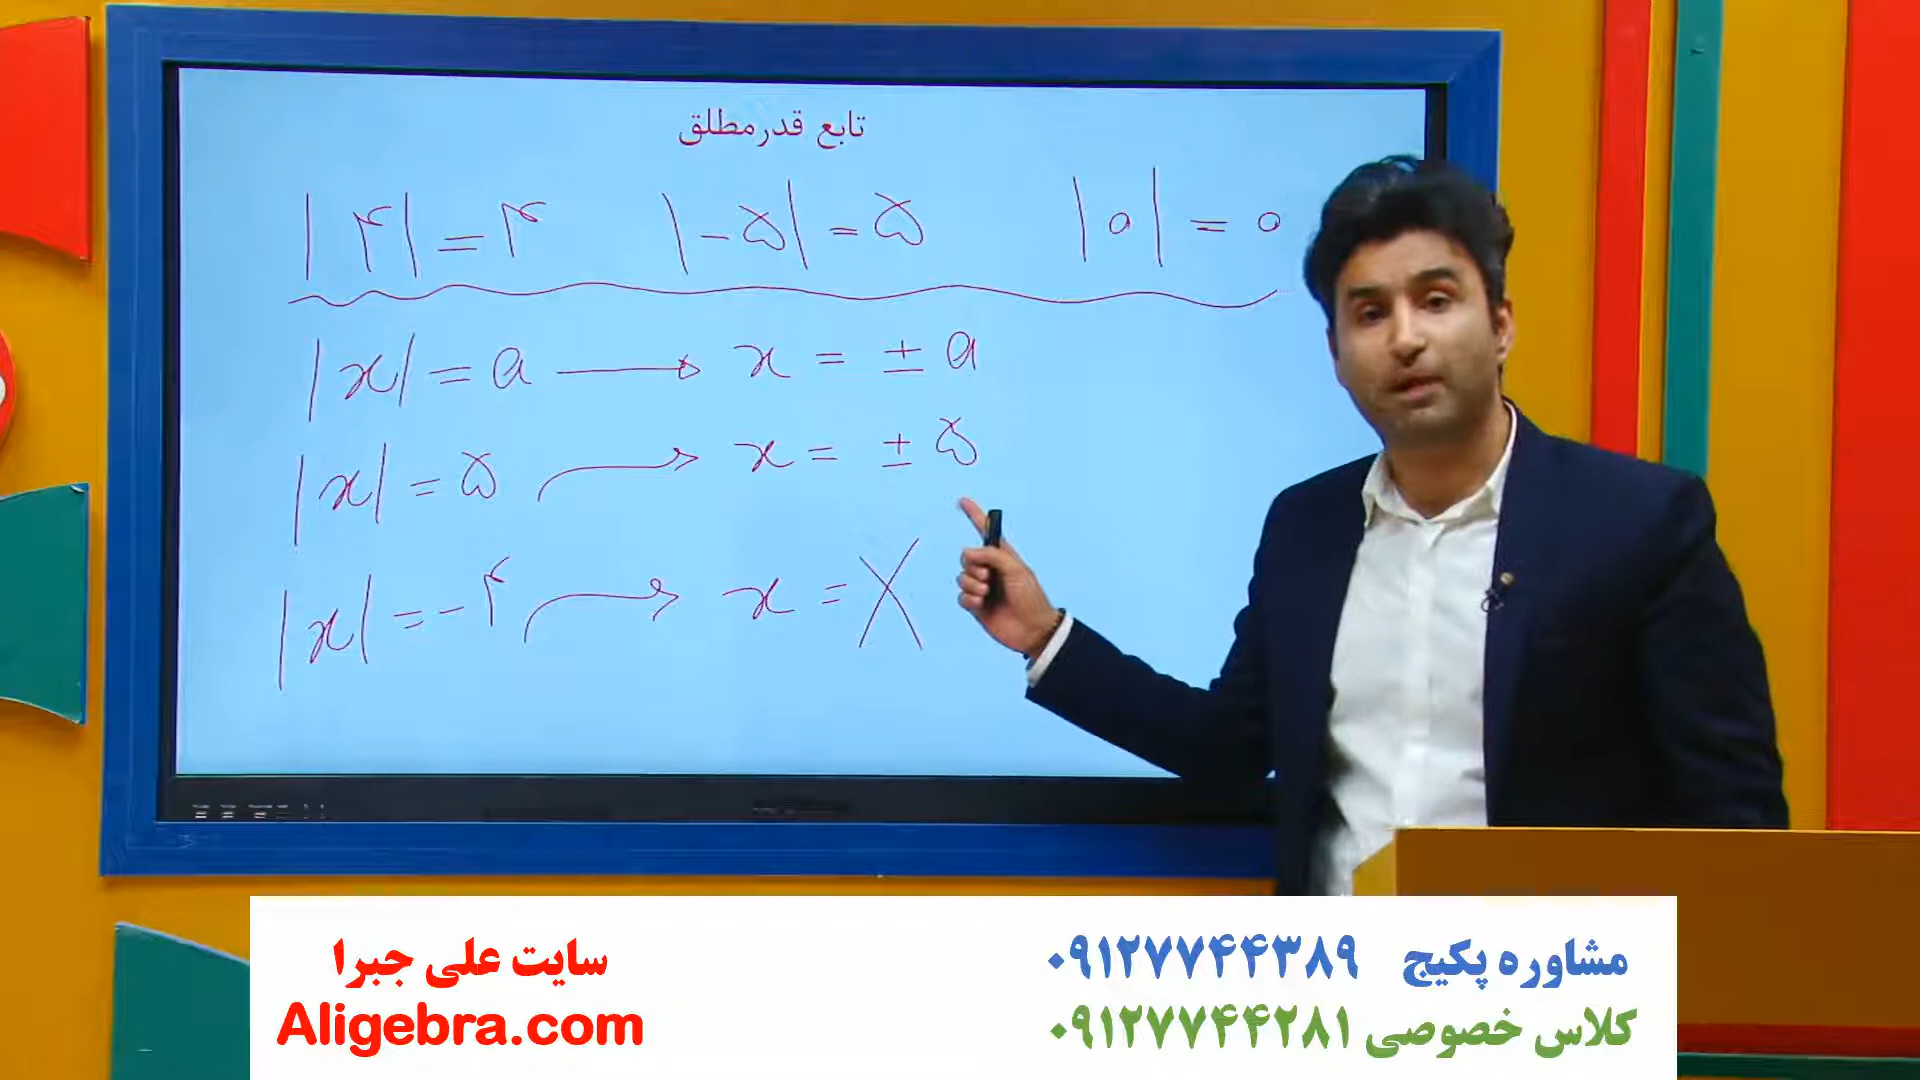 تابع قدرمطلق
|۴| = ۴   |-۵| = ۵   |۰| = ۰
|x| = a → x = ± a
|x| = ۵ → x = ± ۵
|x| = -۴ → x = X
سایت علی جبرا
Aligebra.com
مشاوره پکیج ۰۹۱۲۷۷۴۴۳۸۹
کلاس خصوصی ۰۹۱۲۷۷۴۴۲۸۱